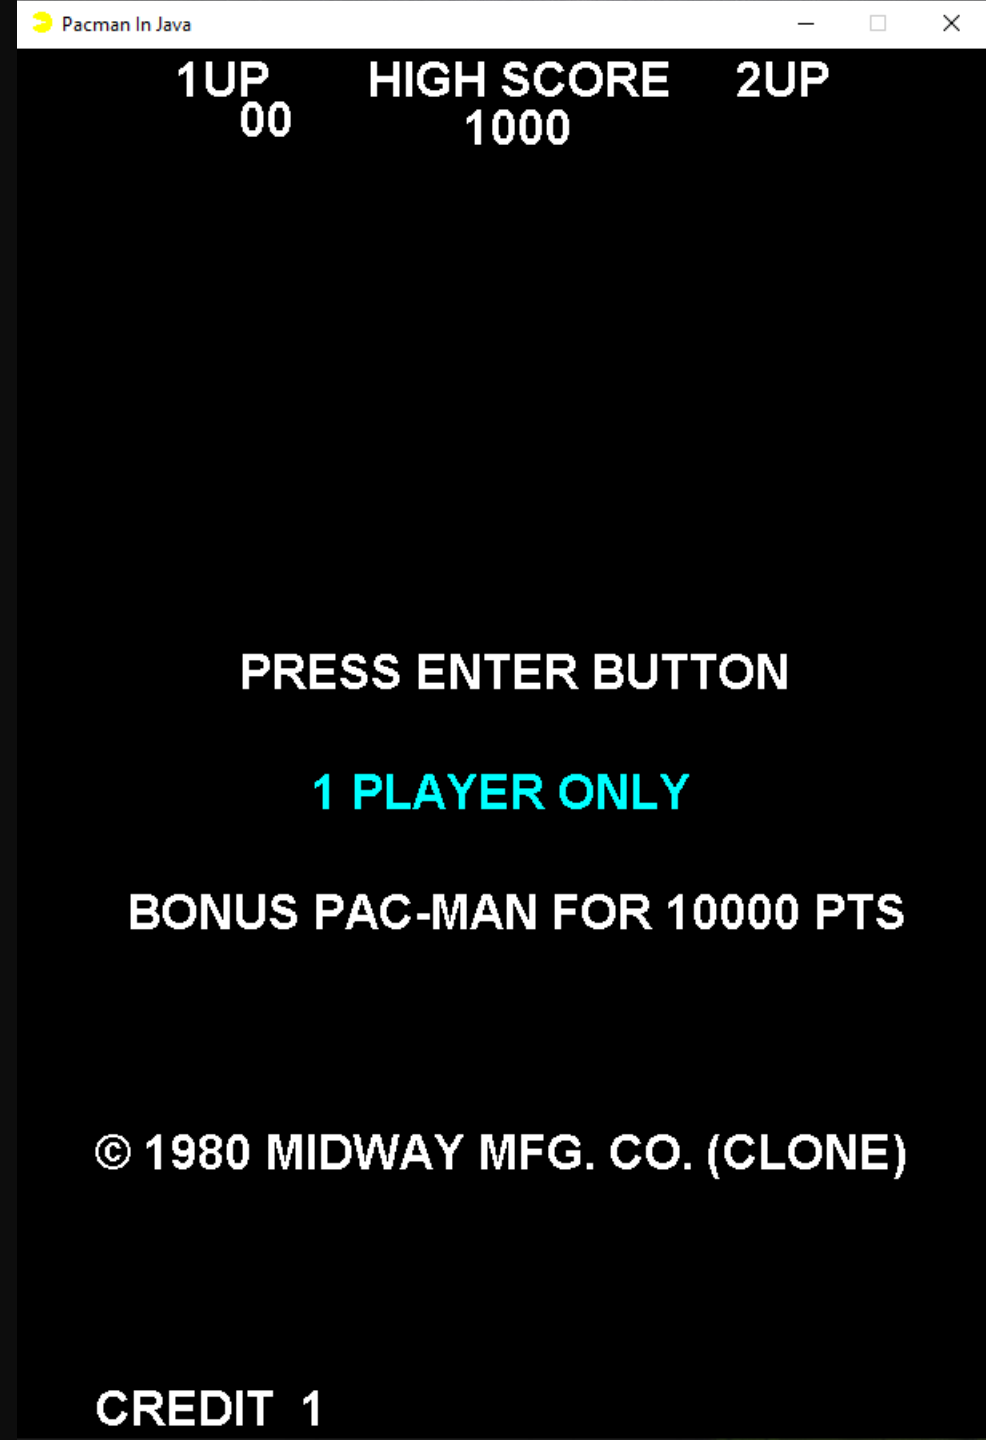 Pacman In Java
1UP HIGH SCORE 2UP
00 1000
PRESS ENTER BUTTON
1 PLAYER ONLY
BONUS PAC-MAN FOR 10000 PTS
© 1980 MIDWAY MFG. CO. (CLONE)
CREDIT 1